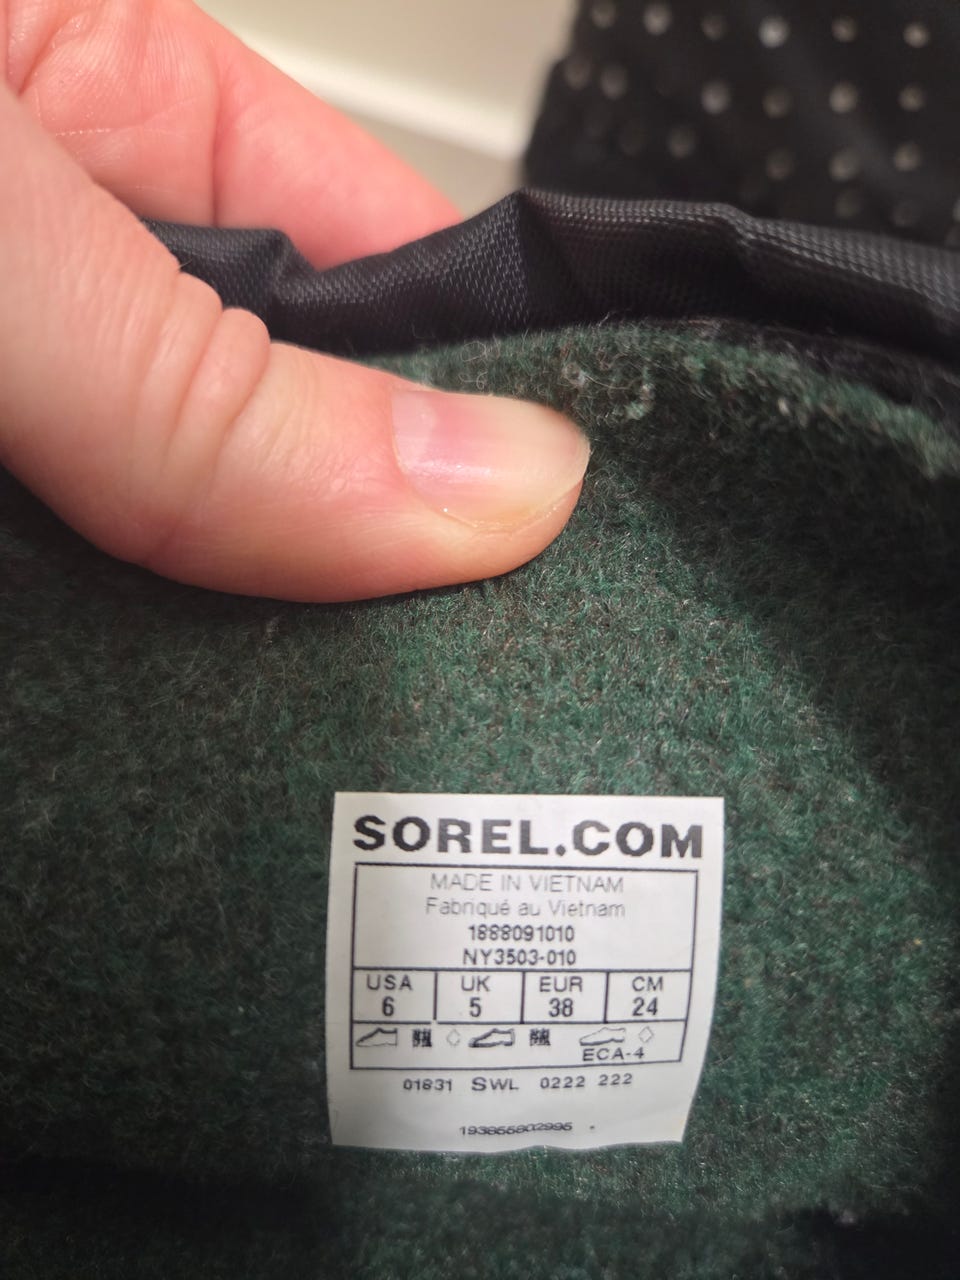 SOREL.COM
MADE IN VIETNAM
Fabriqué au Vietnam
1888091010
NY3503-010
USA UK EUR CM
6 5 38 24
ECA-4
01831 SWL 0222 222
193855802995